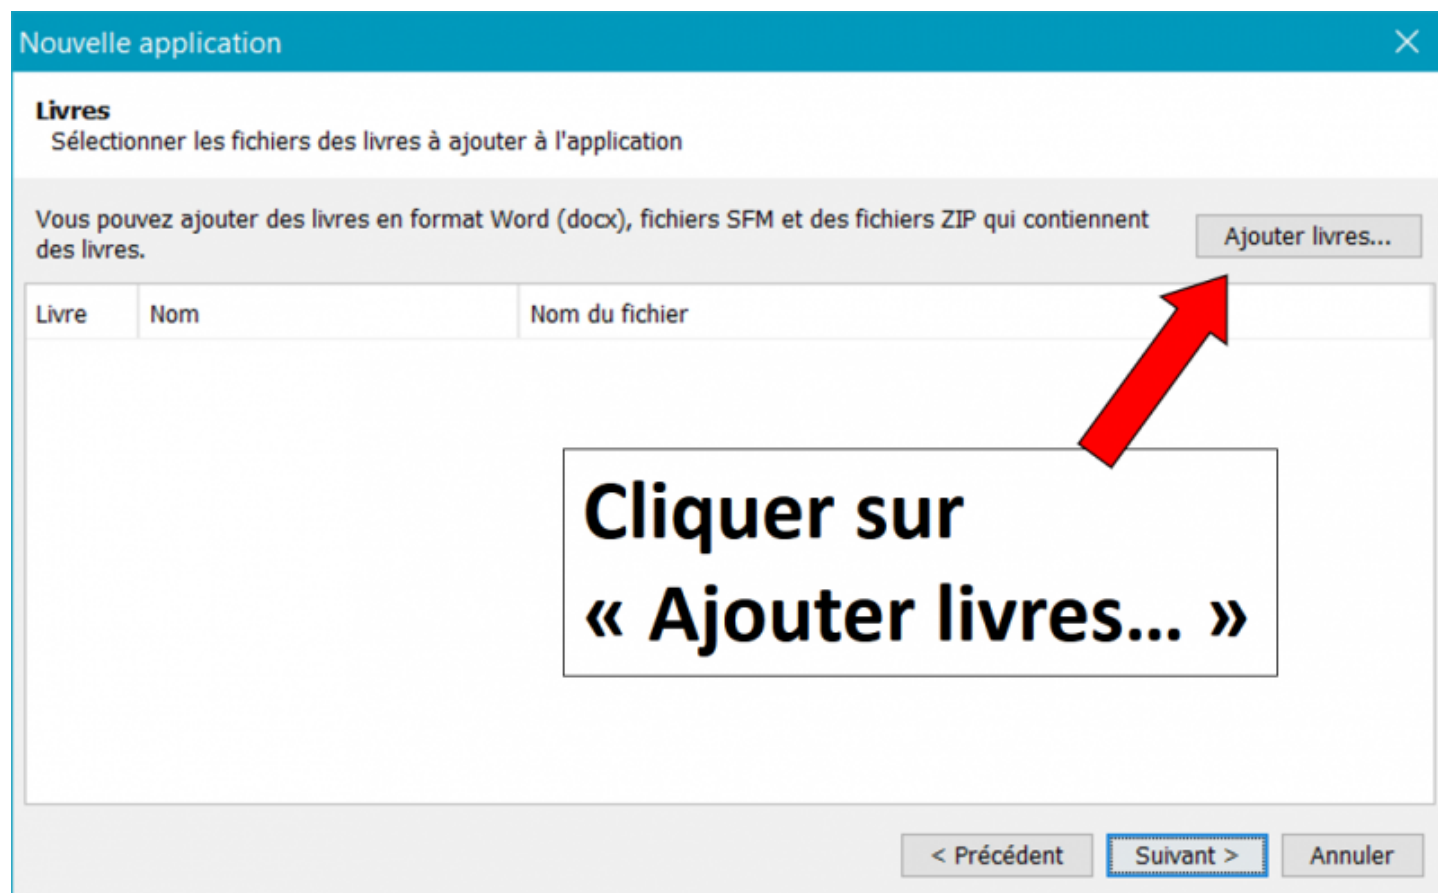 Nouvelle application
Livres
Sélectionner les fichiers des livres à ajouter à l'application
Vous pouvez ajouter des livres en format Word (docx), fichiers SFM et des fichiers ZIP qui contiennent
des livres.
Ajouter livres...
Livre Nom Nom du fichier
Cliquer sur
« Ajouter livres... »
< Précédent Suivant > Annuler